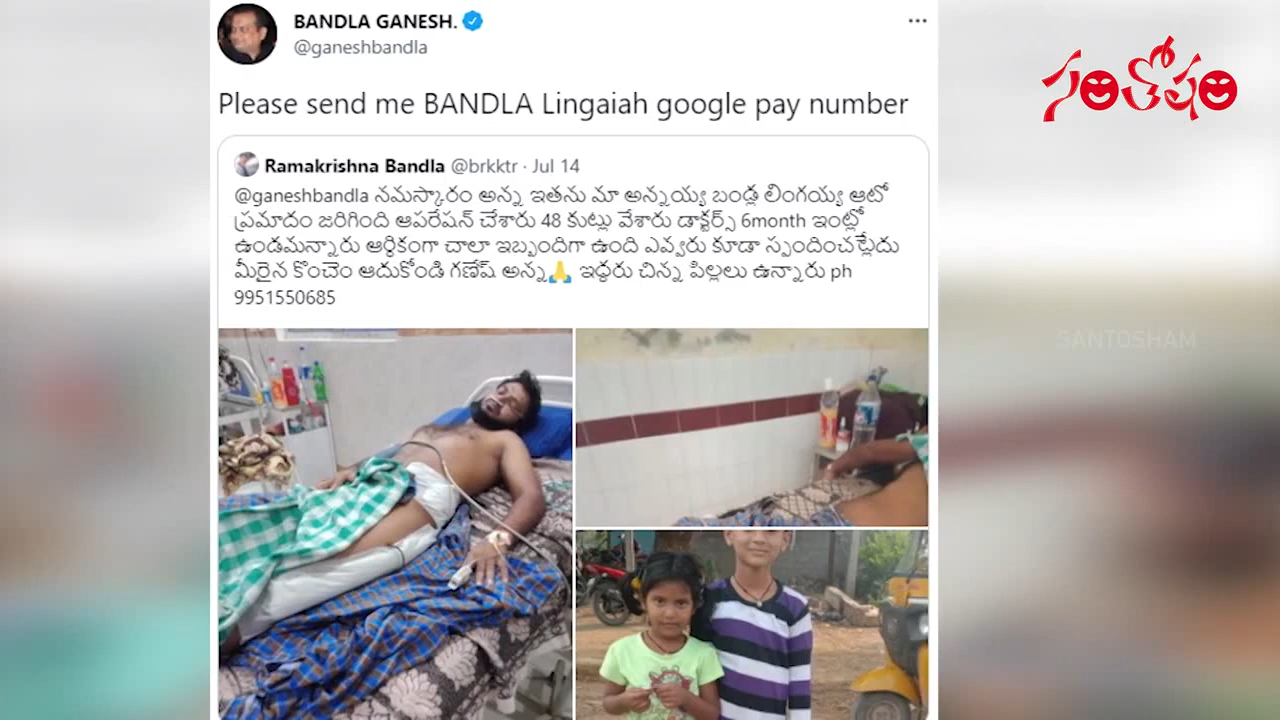 BANDLA GANESH.
@ganeshbandla
సంతోషం
Please send me BANDLA Lingaiah google pay number
Ramakrishna Bandla @brkktr · Jul 14
@ganeshbandla నమస్కారం అన్న ఇతను మా అన్నయ్య బండ్ల లింగయ్య ఆటో
ప్రమాదం జరిగింది ఆపరేషన్ చేశారు 48 కుట్లు వేశారు డాక్టర్స్ 6month ఇంట్లో
ఉండమన్నారు ఆర్థికంగా చాలా ఇబ్బందిగా ఉంది ఎవ్వరు కూడా స్పందించట్లేదు
మీరైన కొంచెం ఆదుకోండి గణేష్ అన్న🙏 ఇద్దరు చిన్న పిల్లలు ఉన్నారు ph
9951550685
SANTOSHAM